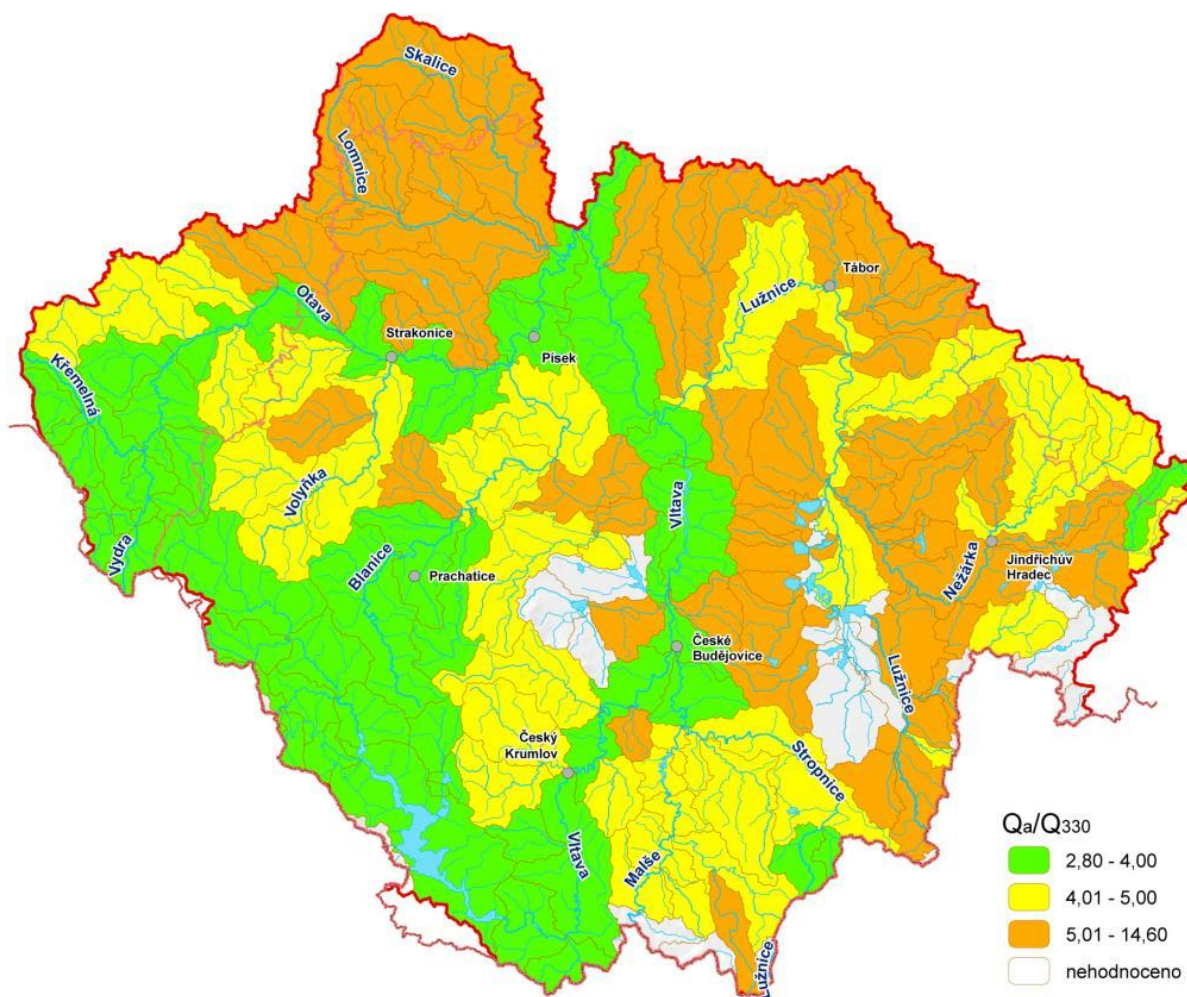 Skalice
Lomnice
Otava
Lužnice
Tábor
Strakonice
Písek
Křemelná
Volyňka
Vltava
Vydra
Blanice
Prachatice
Nežárka
Jindřichův
Hradec
České
Budějovice
Lužnice
Český
Krumlov
Stropnice
Vltava
Malše
Lužnice
Qa/Q330
2,80 - 4,00
4,01 - 5,00
5,01 - 14,60
nehodnoceno